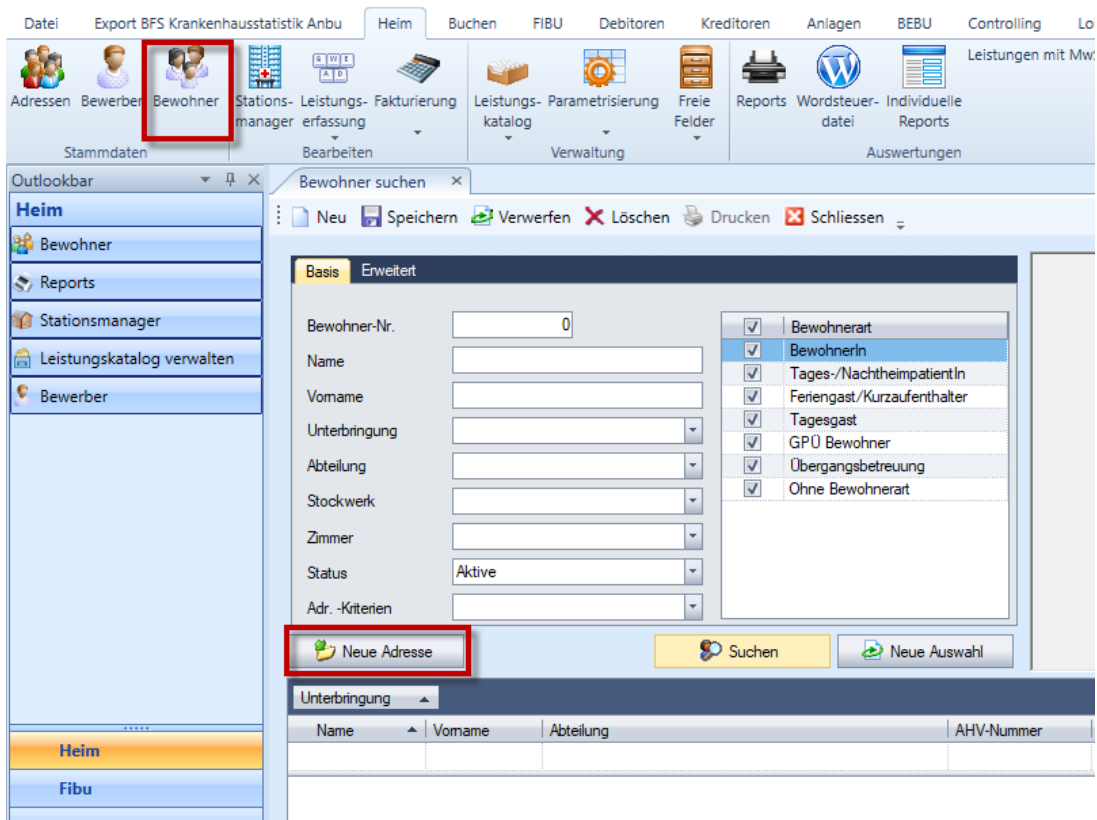 Datei Export BFS Krankenhausstatistik Anbu Heim Buchen FIBU Debitoren Kreditoren Anlagen BEBU Controlling
Adressen Bewerber Bewohner Stations- Leistungs- Fakturierung Leistungs- Parametrisierung Freie Reports Wordsteuer- Individuelle Leistungen mit
manager erfassung katalog Felder datei Reports
Stammdaten Bearbeiten Verwaltung Auswertungen
Outlookbar Bewohner suchen
Heim
Neu Speichern Verwerfen Löschen Drucken Schliessen
Bewohner
Reports
Stationsmanager
Leistungskatalog verwalten
Bewerber
Basis Erweitert
Bewohner-Nr. 0
Name
Vorname
Unterbringung
Abteilung
Stockwerk
Zimmer
Status Aktive
Adr. -Kriterien
Bewohnerart
BewohnerIn
Tages-/NachtheimpatientIn
Feriengast/Kurzaufenthalter
Tagesgast
GPÜ Bewohner
Übergangsbetreuung
Ohne Bewohnerart
Neue Adresse Suchen Neue Auswahl
Unterbringung
Name Vorname Abteilung AHV-Nummer
Heim
Fibu